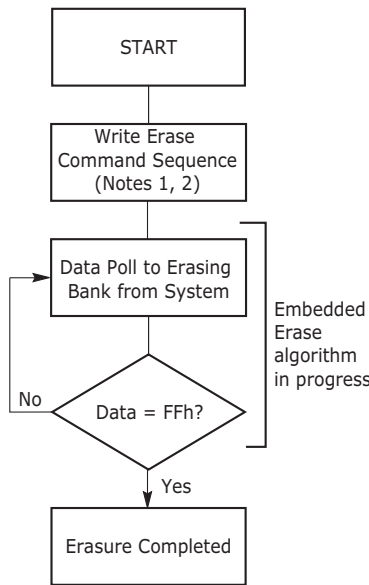 START
Write Erase
Command Sequence
(Notes 1, 2)
Data Poll to Erasing
Bank from System
Embedded
Erase
algorithm
in progress
Data = FFh?
No
Yes
Erasure Completed